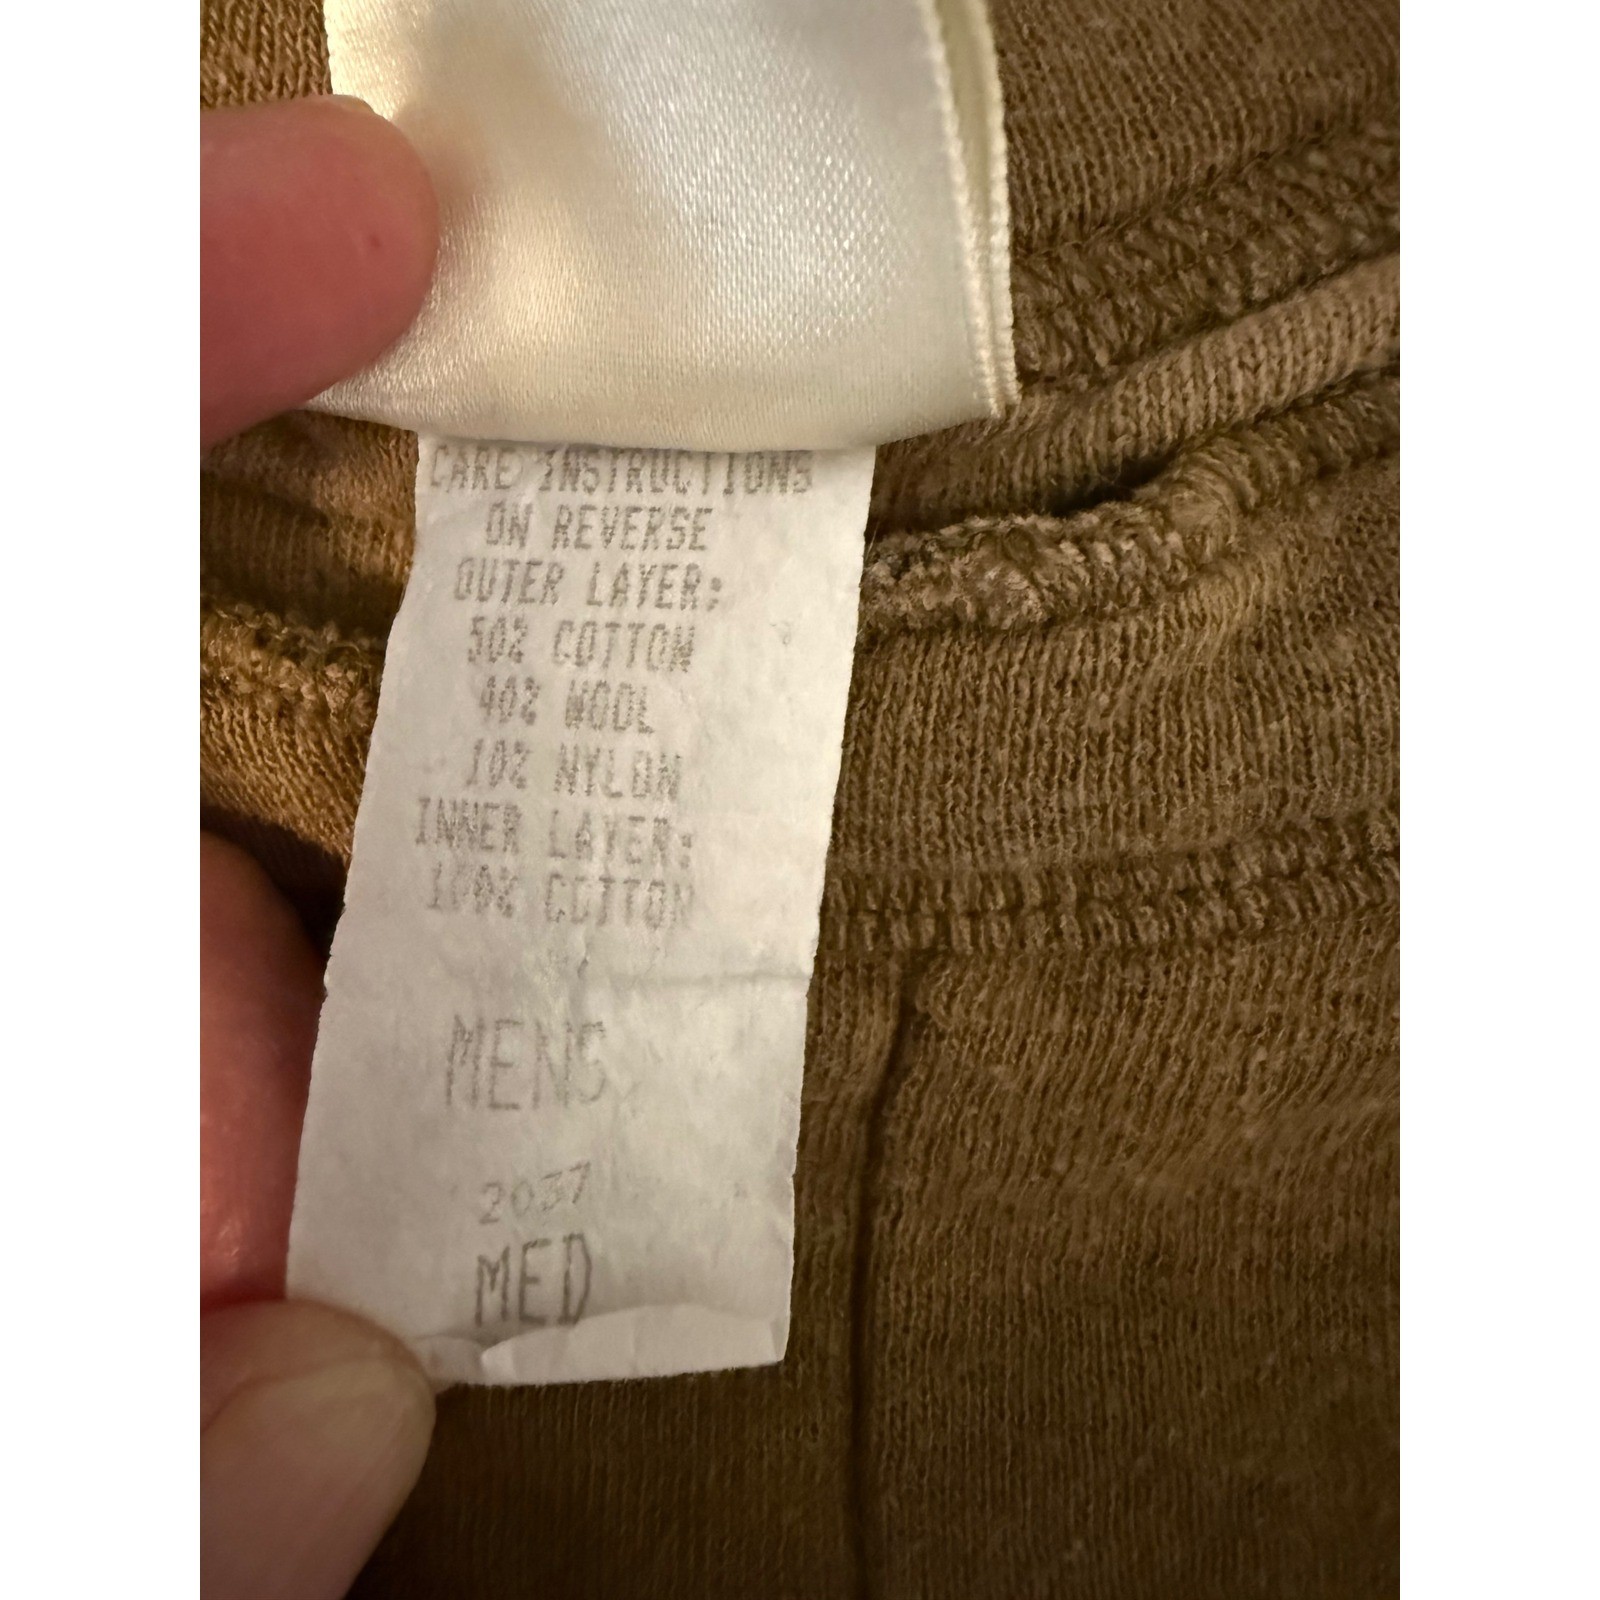 CARE INSTRUCTIONS
ON REVERSE
OUTER LAYER:
50% COTTON
40% WOOL
10% NYLON
INNER LAYER:
100% COTTON
MENS
2037
MED